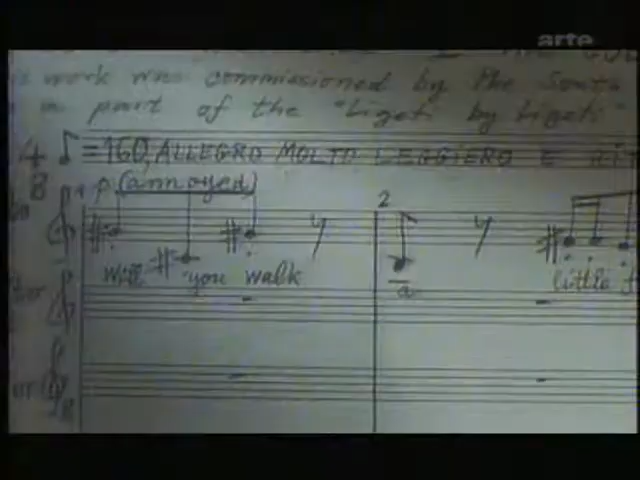 arte
work was commissioned by the South
part of the "Ligeti by Ligeti"
4 ♪=160, ALLEGRO MOLTO LEGGIERO E
8
p (annoyed)
2
will you walk a little